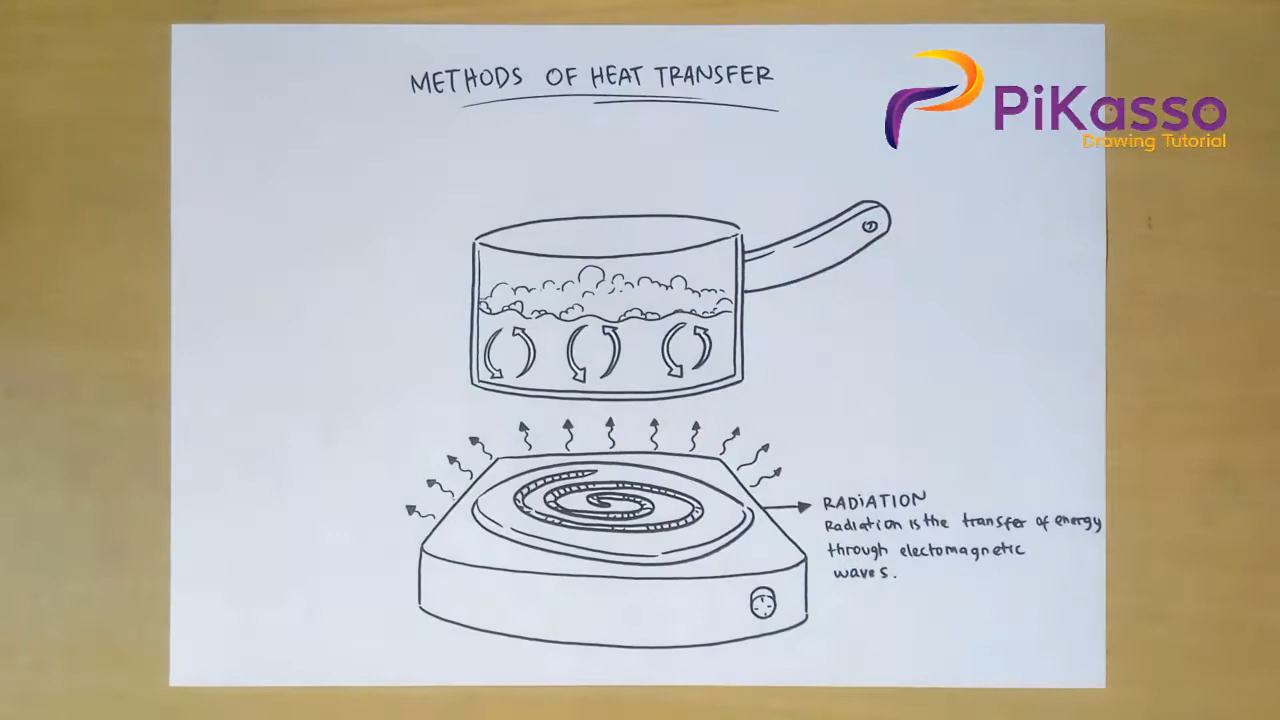 METHODS OF HEAT TRANSFER
PiKasso
Drawing Tutorial
RADiATiON
Radiation is the transfer of energy
through electomagnetic
waves.